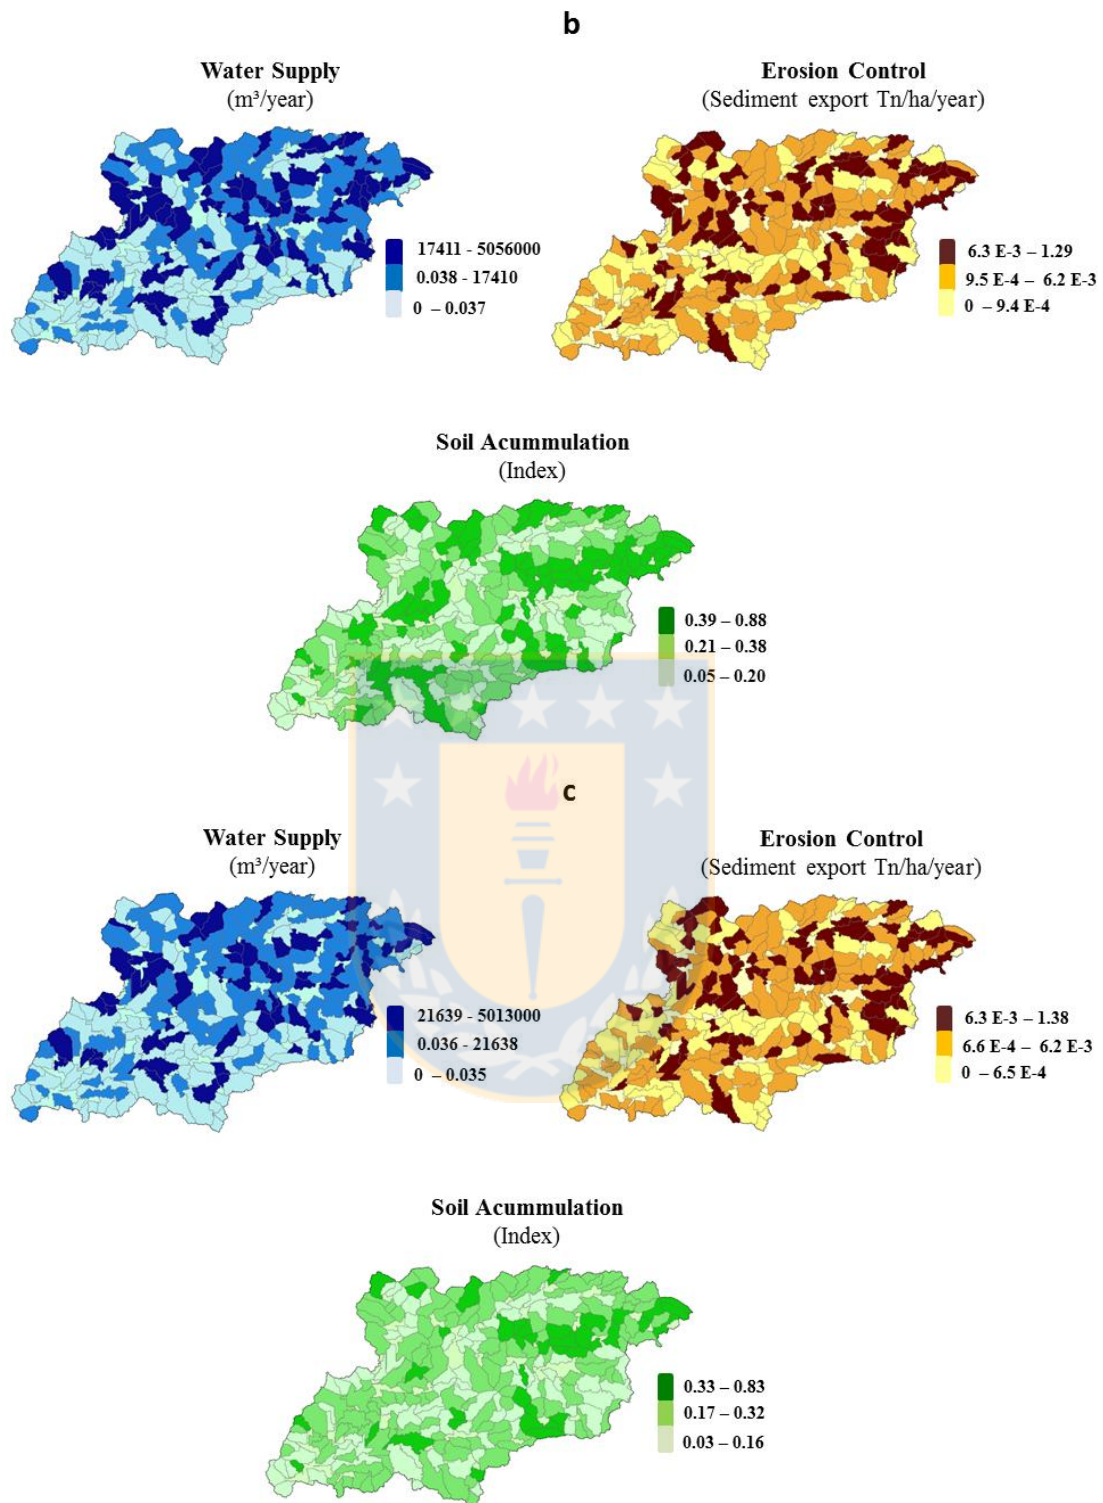 b
Water Supply
(m³/year)
17411 - 5056000
0.038 - 17410
0 – 0.037
Erosion Control
(Sediment export Tn/ha/year)
6.3 E-3 – 1.29
9.5 E-4 – 6.2 E-3
0 – 9.4 E-4
Soil Acummulation
(Index)
0.39 – 0.88
0.21 – 0.38
0.05 – 0.20
c
Water Supply
(m³/year)
21639 - 5013000
0.036 - 21638
0 – 0.035
Erosion Control
(Sediment export Tn/ha/year)
6.3 E-3 – 1.38
6.6 E-4 – 6.2 E-3
0 – 6.5 E-4
Soil Acummulation
(Index)
0.33 – 0.83
0.17 – 0.32
0.03 – 0.16